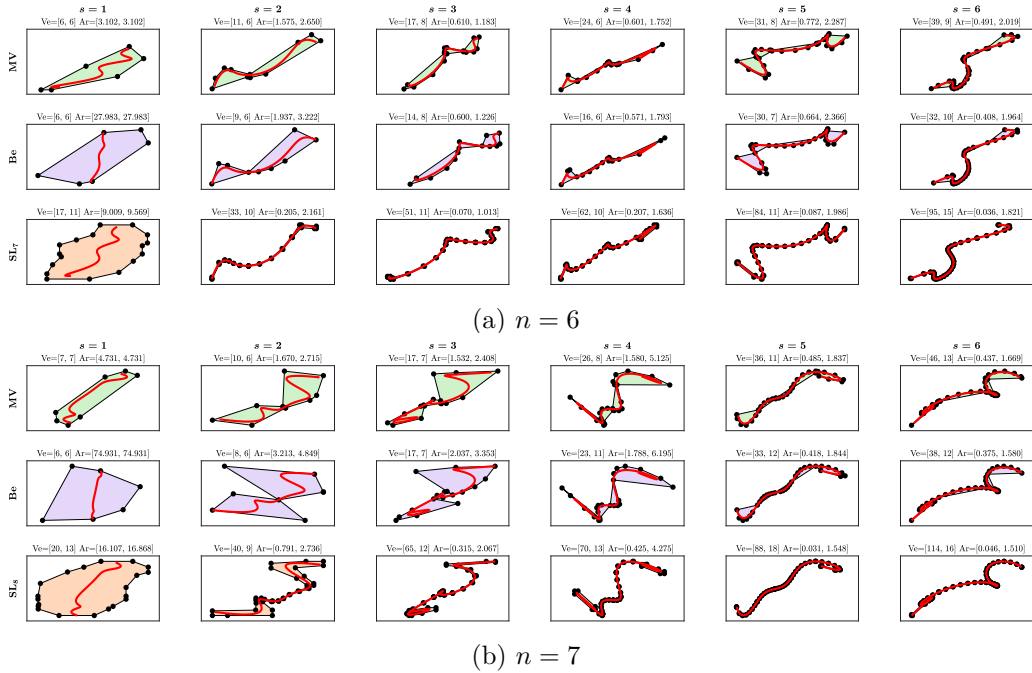 s = 1 s = 2 s = 3 s = 4 s = 5 s = 6
Ve=[6, 6] Ar=[3.102, 3.102] Ve=[11, 6] Ar=[1.575, 2.650] Ve=[17, 8] Ar=[0.610, 1.183] Ve=[24, 6] Ar=[0.601, 1.752] Ve=[31, 8] Ar=[0.772, 2.287] Ve=[39, 9] Ar=[0.491, 2.019]
MV
Ve=[6, 6] Ar=[27.983, 27.983] Ve=[9, 6] Ar=[1.937, 3.222] Ve=[14, 8] Ar=[0.600, 1.226] Ve=[16, 6] Ar=[0.571, 1.793] Ve=[30, 7] Ar=[0.664, 2.366] Ve=[32, 10] Ar=[0.408, 1.964]
Be
Ve=[17, 11] Ar=[9.009, 9.569] Ve=[33, 10] Ar=[0.205, 2.161] Ve=[51, 11] Ar=[0.070, 1.013] Ve=[62, 10] Ar=[0.207, 1.636] Ve=[84, 11] Ar=[0.087, 1.986] Ve=[95, 15] Ar=[0.036, 1.821]
SL₇
(a) n = 6
s = 1 s = 2 s = 3 s = 4 s = 5 s = 6
Ve=[7, 7] Ar=[4.731, 4.731] Ve=[10, 6] Ar=[1.670, 2.715] Ve=[17, 7] Ar=[1.532, 2.408] Ve=[26, 8] Ar=[1.580, 5.125] Ve=[36, 11] Ar=[0.485, 1.837] Ve=[46, 13] Ar=[0.437, 1.669]
MV
Ve=[6, 6] Ar=[74.931, 74.931] Ve=[8, 6] Ar=[3.213, 4.849] Ve=[17, 7] Ar=[2.037, 3.353] Ve=[23, 11] Ar=[1.788, 6.195] Ve=[33, 12] Ar=[0.418, 1.844] Ve=[38, 12] Ar=[0.375, 1.580]
Be
Ve=[20, 13] Ar=[16.107, 16.868] Ve=[40, 9] Ar=[0.791, 2.736] Ve=[65, 12] Ar=[0.315, 2.067] Ve=[70, 13] Ar=[0.425, 4.275] Ve=[88, 18] Ar=[0.031, 1.548] Ve=[114, 16] Ar=[0.046, 1.510]
SL₈
(b) n = 7